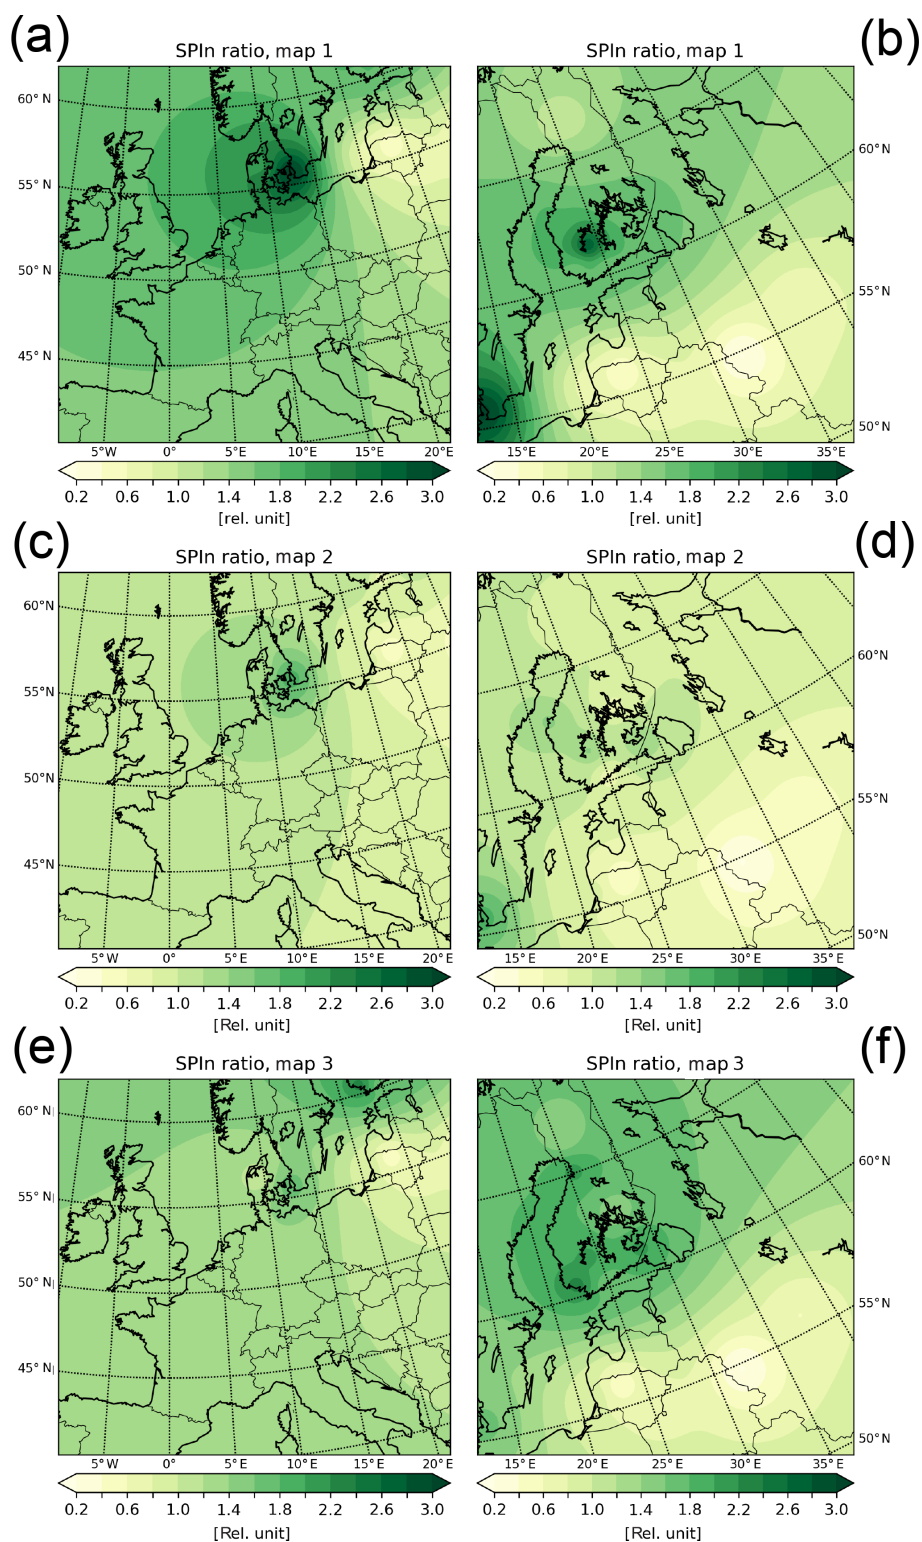 (a)
SPIn ratio, map 1
60° N
55° N
50° N
45° N
5°W 0° 5°E 10°E 15°E 20°E
0.2 0.6 1.0 1.4 1.8 2.2 2.6 3.0
[rel. unit]
(b)
SPIn ratio, map 1
60°N
55°N
50°N
15°E 20°E 25°E 30°E 35°E
0.2 0.6 1.0 1.4 1.8 2.2 2.6 3.0
[rel. unit]
(c)
SPIn ratio, map 2
60°N
55°N
50°N
45°N
5°W 0° 5°E 10°E 15°E 20°E
0.2 0.6 1.0 1.4 1.8 2.2 2.6 3.0
[Rel. unit]
(d)
SPIn ratio, map 2
60°N
55°N
50°N
15°E 20°E 25°E 30°E 35°E
0.2 0.6 1.0 1.4 1.8 2.2 2.6 3.0
[Rel. unit]
(e)
SPIn ratio, map 3
60° N
55° N
50° N
45° N
5°W 0° 5°E 10°E 15°E 20°E
0.2 0.6 1.0 1.4 1.8 2.2 2.6 3.0
[Rel. unit]
(f)
SPIn ratio, map 3
60°N
55°N
50°N
15°E 20°E 25°E 30°E 35°E
0.2 0.6 1.0 1.4 1.8 2.2 2.6 3.0
[Rel. unit]